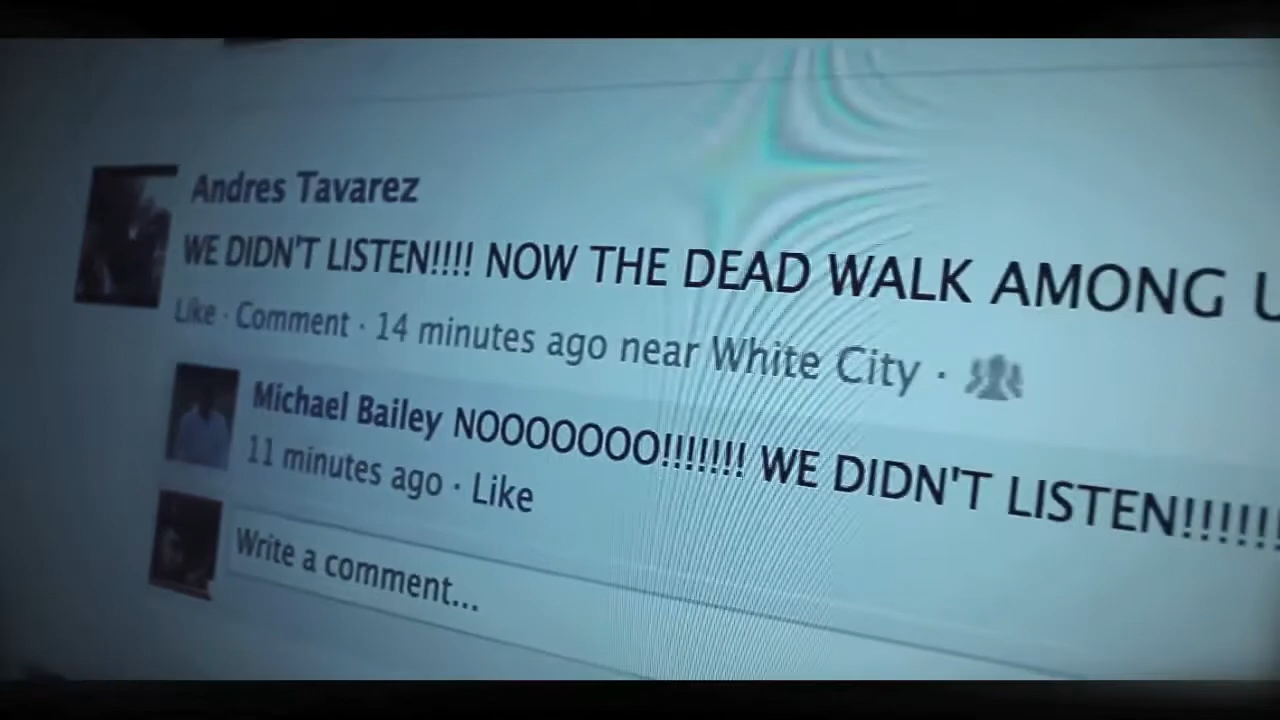 Andres Tavarez
WE DIDN'T LISTEN!!!! NOW THE DEAD WALK AMONG
Like · Comment · 14 minutes ago near White City ·
Michael Bailey NOOOOOOO!!!!!!! WE DIDN'T LISTEN!!!!!!
11 minutes ago · Like
Write a comment...